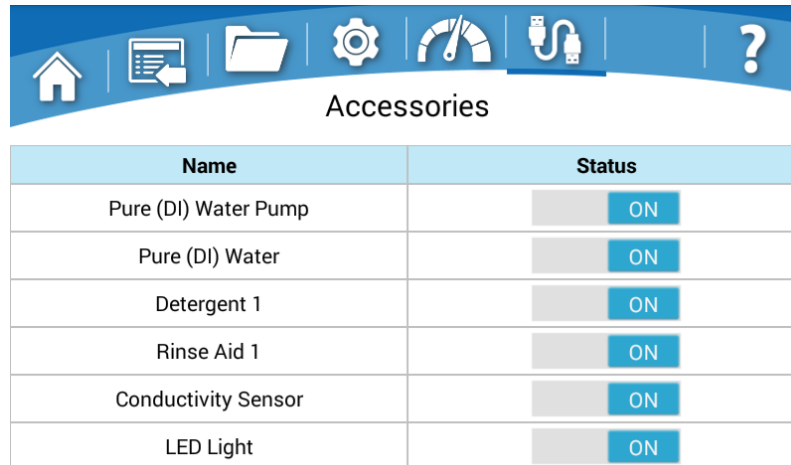 ?
Accessories
Name Status
Pure (DI) Water Pump ON
Pure (DI) Water ON
Detergent 1 ON
Rinse Aid 1 ON
Conductivity Sensor ON
LED Light ON